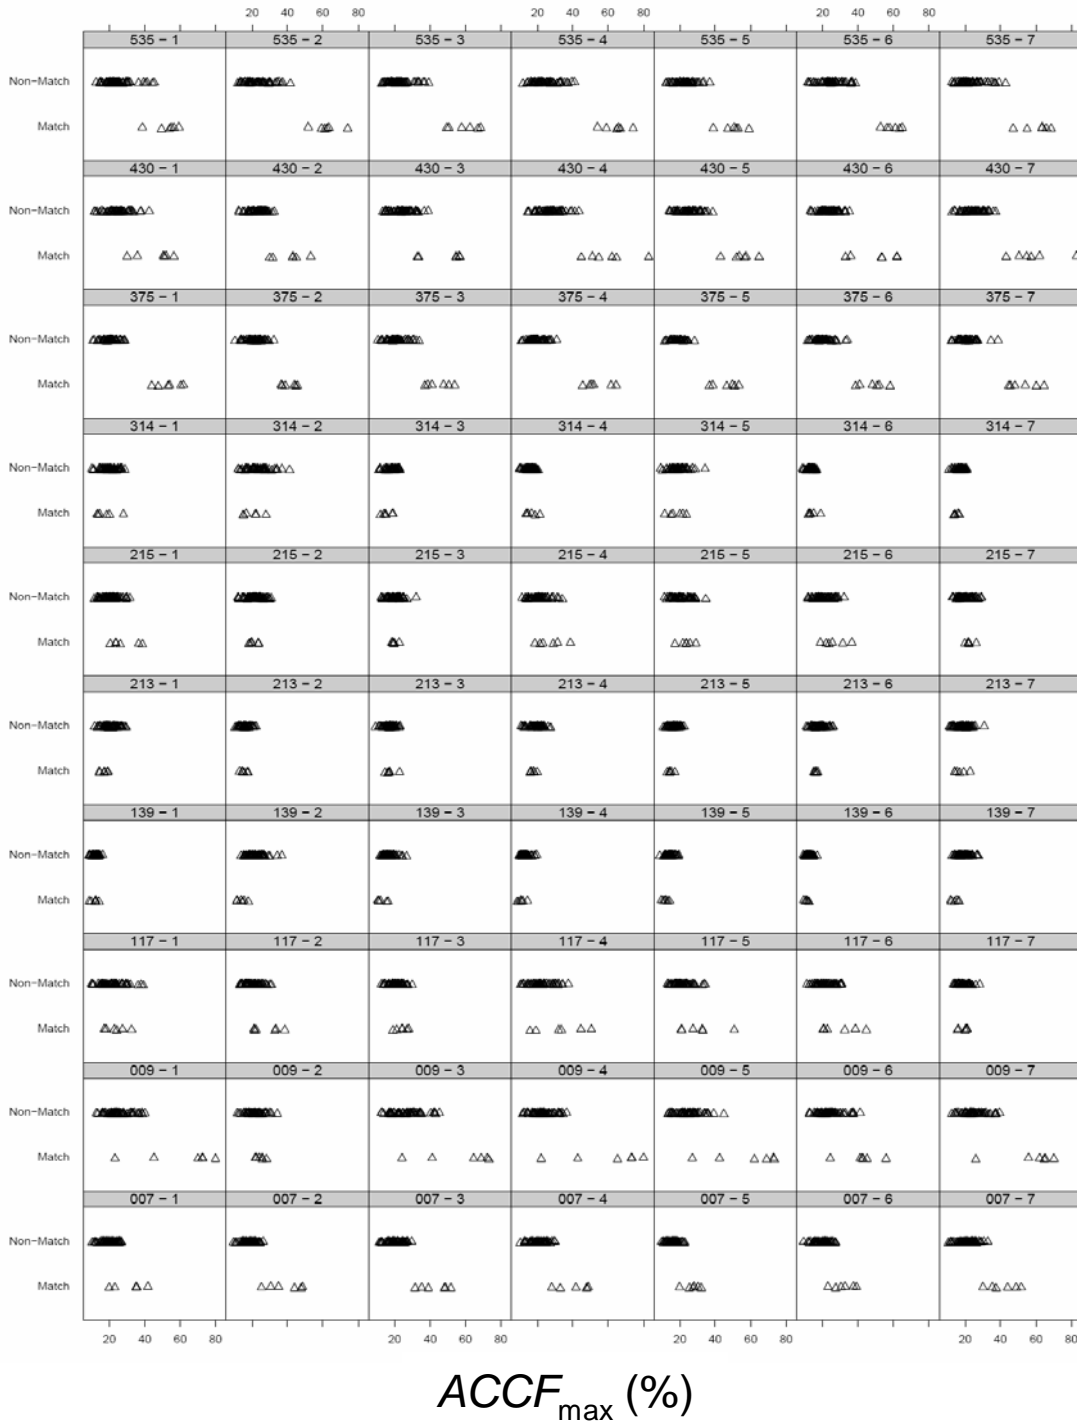 20 40 60 80 20 40 60 80 20 40 60 80
535 − 1 535 − 2 535 − 3 535 − 4 535 − 5 535 − 6 535 − 7
Non−Match
Match
430 − 1 430 − 2 430 − 3 430 − 4 430 − 5 430 − 6 430 − 7
Non−Match
Match
375 − 1 375 − 2 375 − 3 375 − 4 375 − 5 375 − 6 375 − 7
Non−Match
Match
314 − 1 314 − 2 314 − 3 314 − 4 314 − 5 314 − 6 314 − 7
Non−Match
Match
215 − 1 215 − 2 215 − 3 215 − 4 215 − 5 215 − 6 215 − 7
Non−Match
Match
213 − 1 213 − 2 213 − 3 213 − 4 213 − 5 213 − 6 213 − 7
Non−Match
Match
139 − 1 139 − 2 139 − 3 139 − 4 139 − 5 139 − 6 139 − 7
Non−Match
Match
117 − 1 117 − 2 117 − 3 117 − 4 117 − 5 117 − 6 117 − 7
Non−Match
Match
009 − 1 009 − 2 009 − 3 009 − 4 009 − 5 009 − 6 009 − 7
Non−Match
Match
007 − 1 007 − 2 007 − 3 007 − 4 007 − 5 007 − 6 007 − 7
Non−Match
Match
20 40 60 80 20 40 60 80 20 40 60 80 20 40 60 80
ACCFmax (%)